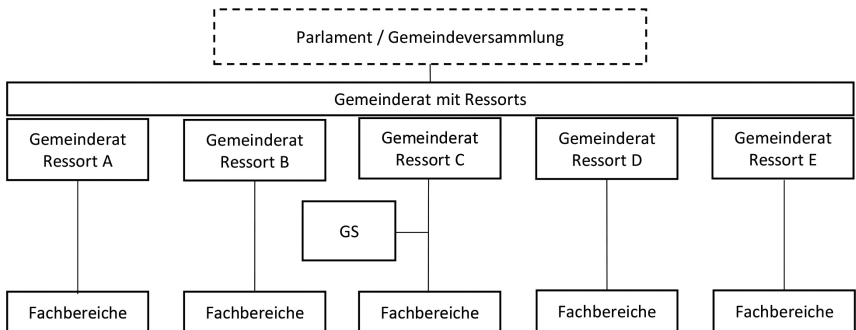 Parlament / Gemeindeversammlung
Gemeinderat mit Ressorts
Gemeinderat
Ressort A
Gemeinderat
Ressort B
Gemeinderat
Ressort C
Gemeinderat
Ressort D
Gemeinderat
Ressort E
GS
Fachbereiche
Fachbereiche
Fachbereiche
Fachbereiche
Fachbereiche